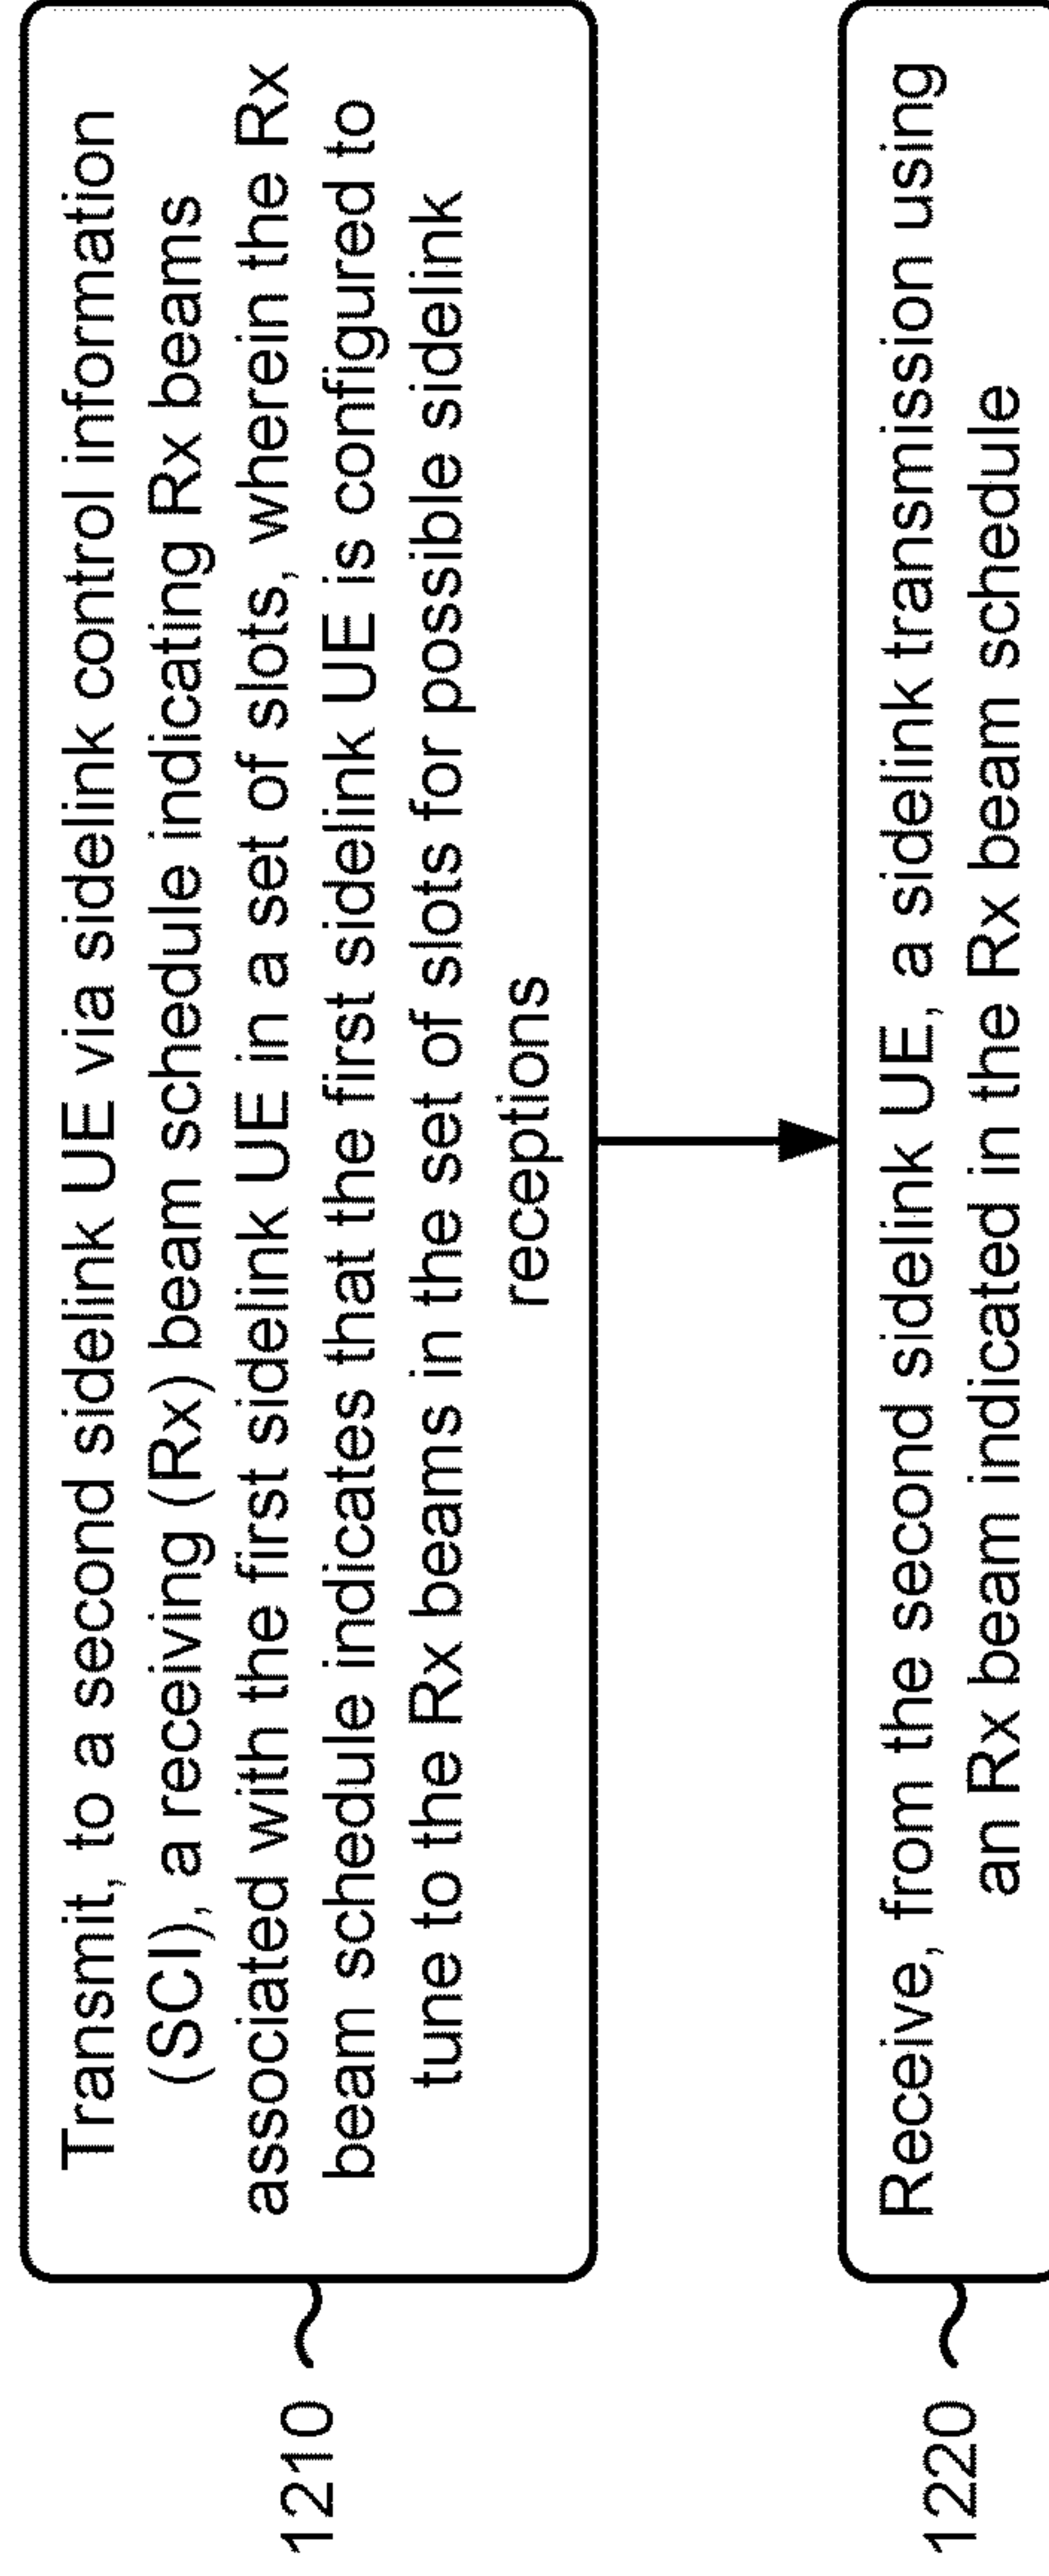 1210
Transmit, to a second sidelink UE via sidelink control information
(SCI), a receiving (Rx) beam schedule indicating Rx beams
associated with the first sidelink UE in a set of slots, wherein the Rx
beam schedule indicates that the first sidelink UE is configured to
tune to the Rx beams in the set of slots for possible sidelink
receptions
1220
Receive, from the second sidelink UE, a sidelink transmission using
an Rx beam indicated in the Rx beam schedule